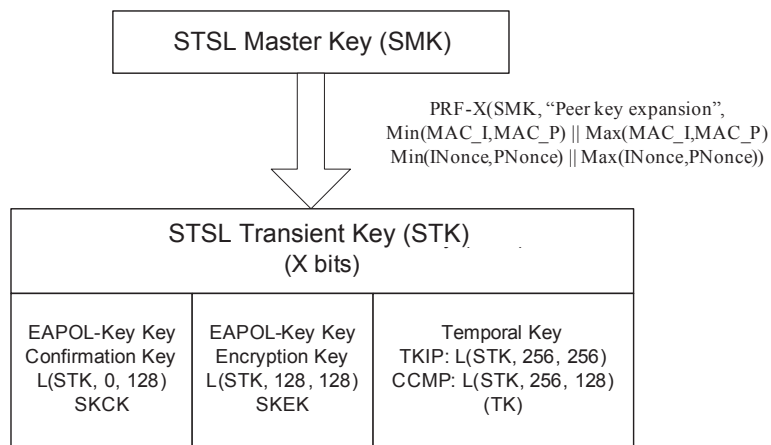 STSL Master Key (SMK)
PRF-X(SMK, “Peer key expansion”,
Min(MAC_I,MAC_P) || Max(MAC_I,MAC_P)
Min(INonce,PNonce) || Max(INonce,PNonce))
STSL Transient Key (STK)
(X bits)
EAPOL-Key Key
Confirmation Key
L(STK, 0, 128)
SKCK
EAPOL-Key Key
Encryption Key
L(STK, 128, 128)
SKEK
Temporal Key
TKIP: L(STK, 256, 256)
CCMP: L(STK, 256, 128)
(TK)